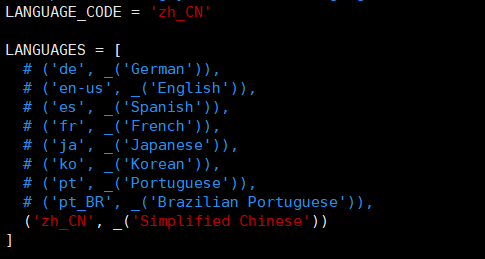 LANGUAGE_CODE = 'zh_CN'
LANGUAGES = [
# ('de', _('German')),
# ('en-us', _('English')),
# ('es', _('Spanish')),
# ('fr', _('French')),
# ('ja', _('Japanese')),
# ('ko', _('Korean')),
# ('pt', _('Portuguese')),
# ('pt_BR', _('Brazilian Portuguese')),
('zh_CN', _('Simplified Chinese'))
]